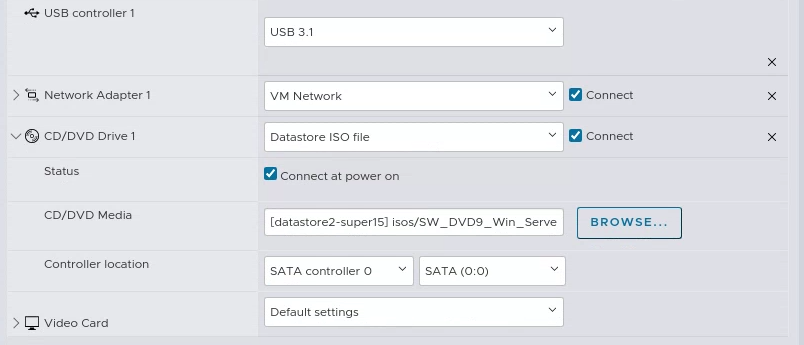 USB controller 1
USB 3.1
Network Adapter 1
VM Network
Connect
CD/DVD Drive 1
Datastore ISO file
Connect
Status
Connect at power on
CD/DVD Media
[datastore2-super15] isos/SW_DVD9_Win_Serve
BROWSE...
Controller location
SATA controller 0
SATA (0:0)
Video Card
Default settings